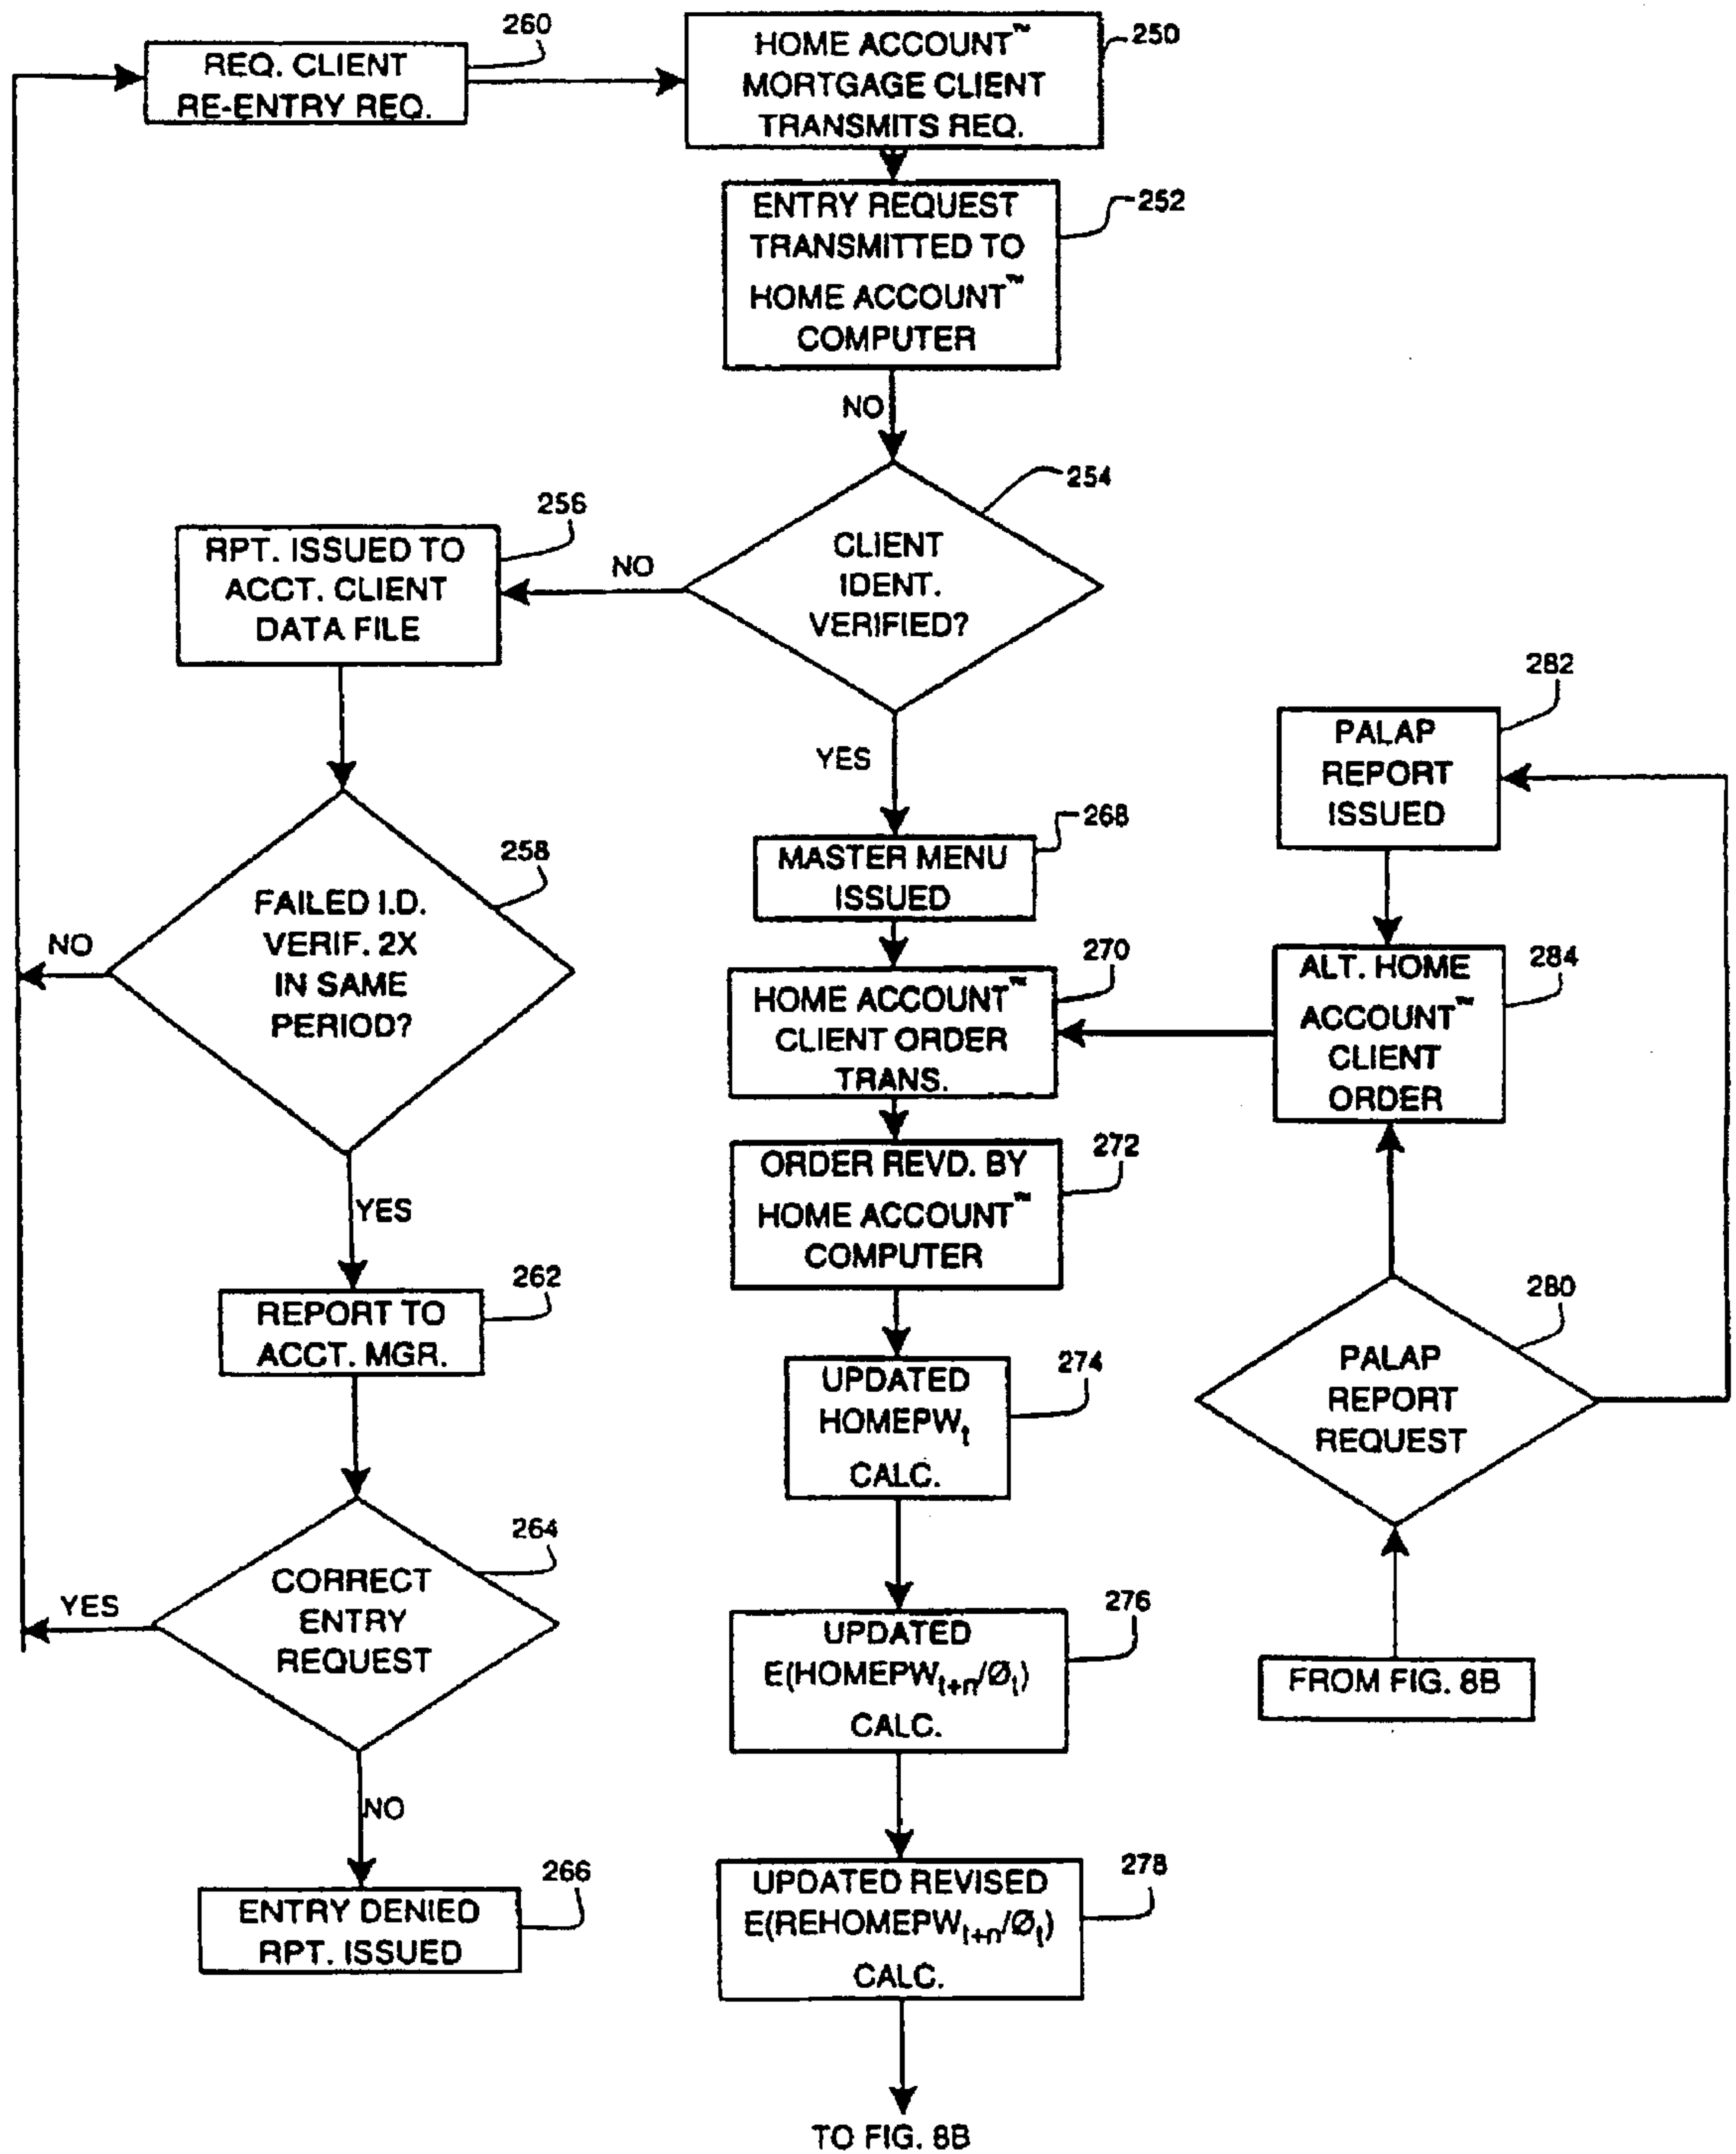 260
REQ. CLIENT
RE-ENTRY REQ.
250
HOME ACCOUNT™
MORTGAGE CLIENT
TRANSMITS REQ.
252
ENTRY REQUEST
TRANSMITTED TO
HOME ACCOUNT™
COMPUTER
NO
254
CLIENT
IDENT.
VERIFIED?
NO
256
RPT. ISSUED TO
ACCT. CLIENT
DATA FILE
YES
258
FAILED I.D.
VERIF. 2X
IN SAME
PERIOD?
NO
YES
262
REPORT TO
ACCT. MGR.
264
CORRECT
ENTRY
REQUEST
YES
NO
266
ENTRY DENIED
RPT. ISSUED
268
MASTER MENU
ISSUED
270
HOME ACCOUNT™
CLIENT ORDER
TRANS.
272
ORDER REVD. BY
HOME ACCOUNT™
COMPUTER
274
UPDATED
HOMEPWₜ
CALC.
276
UPDATED
E(HOMEPWₜ₊ₙ/Øₜ)
CALC.
278
UPDATED REVISED
E(REHOMEPWₜ₊ₙ/Øₜ)
CALC.
TO FIG. 8B
282
PALAP
REPORT
ISSUED
284
ALT. HOME
ACCOUNT™
CLIENT
ORDER
280
PALAP
REPORT
REQUEST
FROM FIG. 8B